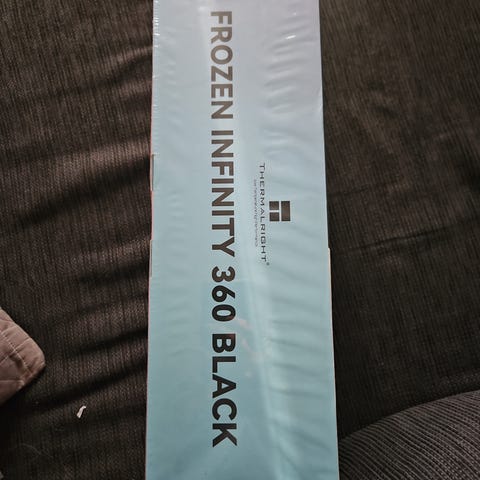 THERMALRIGHT®
FROZEN INFINITY 360 BLACK